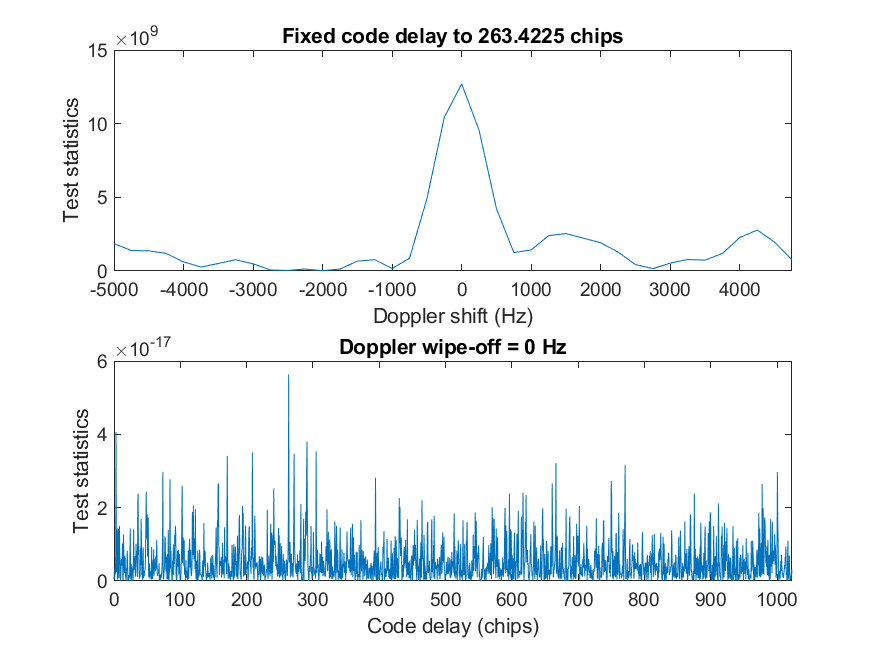 ×10^9
Fixed code delay to 263.4225 chips
15
10
5
0
Test statistics
-5000 -4000 -3000 -2000 -1000 0 1000 2000 3000 4000
Doppler shift (Hz)
×10^-17
Doppler wipe-off = 0 Hz
6
4
2
0
Test statistics
0 100 200 300 400 500 600 700 800 900 1000
Code delay (chips)